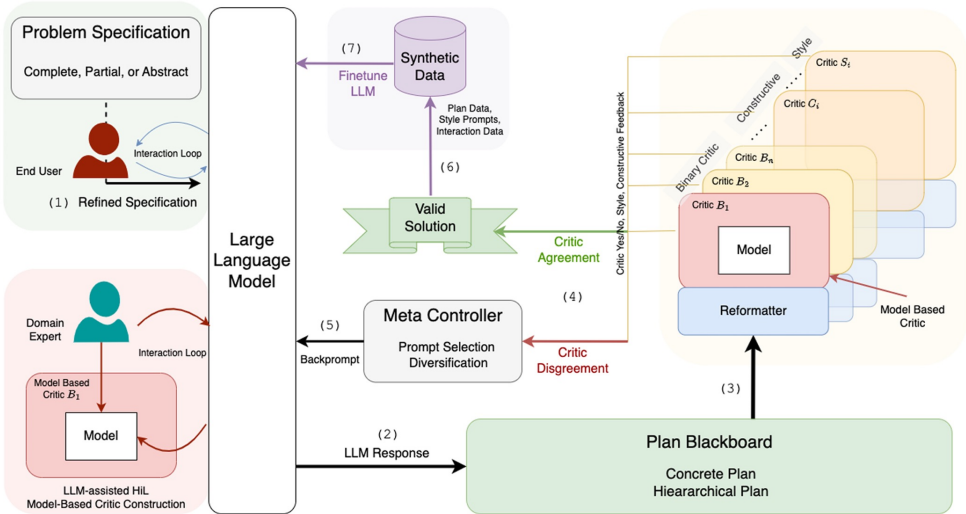 Problem Specification
Complete, Partial, or Abstract
End User
Interaction Loop
(1) Refined Specification
Large
Language
Model
Domain
Expert
Interaction Loop
Model Based
Critic B₁
Model
LLM-assisted HiL
Model-Based Critic Construction
(7)
Finetune
LLM
Synthetic
Data
Plan Data,
Style Prompts,
Interaction Data
(6)
Valid
Solution
Critic
Agreement
(4)
Critic
Disgreement
Meta Controller
Prompt Selection
Diversification
(5)
Backprompt
(2)
LLM Response
Plan Blackboard
Concrete Plan
Hieararchical Plan
(3)
Critic Yes/No, Style, Constructive Feedback
Binary Critic
Constructive
Style
Critic Sᵢ
Critic Cᵢ
Critic Bₙ
Critic B₂
Critic B₁
Model
Reformatter
Model Based
Critic